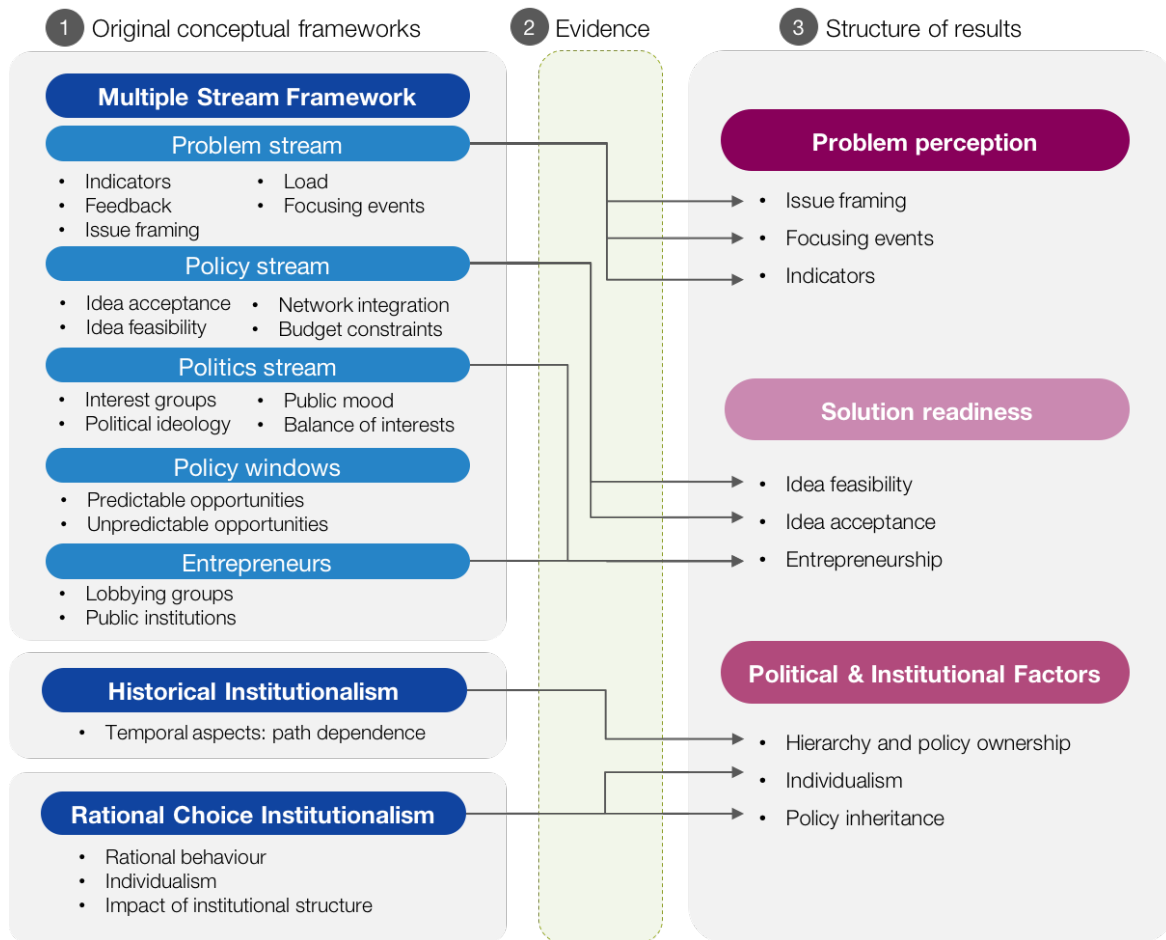 1 Original conceptual frameworks
2 Evidence
3 Structure of results
Multiple Stream Framework
Problem stream
• Indicators
• Feedback
• Issue framing
• Load
• Focusing events
Policy stream
• Idea acceptance
• Idea feasibility
• Network integration
• Budget constraints
Politics stream
• Interest groups
• Political ideology
• Public mood
• Balance of interests
Policy windows
• Predictable opportunities
• Unpredictable opportunities
Entrepreneurs
• Lobbying groups
• Public institutions
Historical Institutionalism
• Temporal aspects: path dependence
Rational Choice Institutionalism
• Rational behaviour
• Individualism
• Impact of institutional structure
Problem perception
• Issue framing
• Focusing events
• Indicators
Solution readiness
• Idea feasibility
• Idea acceptance
• Entrepreneurship
Political & Institutional Factors
• Hierarchy and policy ownership
• Individualism
• Policy inheritance